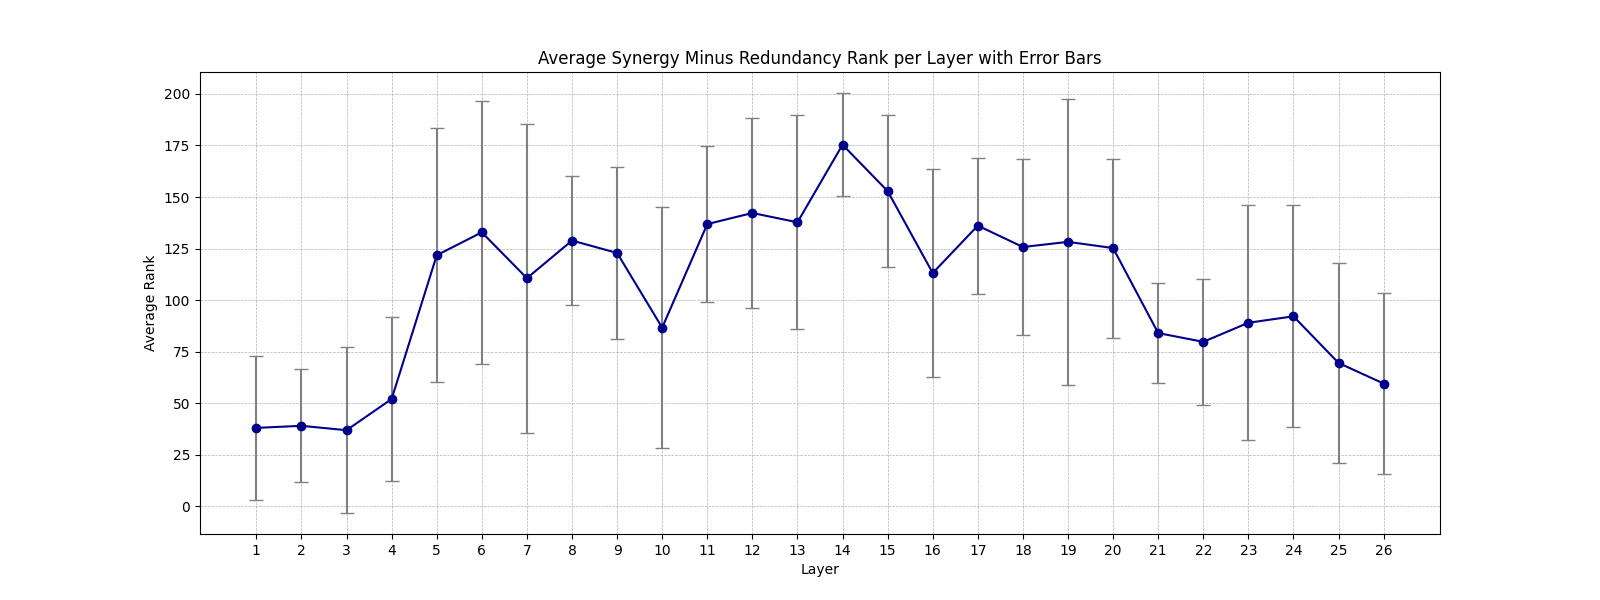 Average Synergy Minus Redundancy Rank per Layer with Error Bars
200
175
150
125
100
75
50
25
0
Average Rank
1 2 3 4 5 6 7 8 9 10 11 12 13 14 15 16 17 18 19 20 21 22 23 24 25 26
Layer